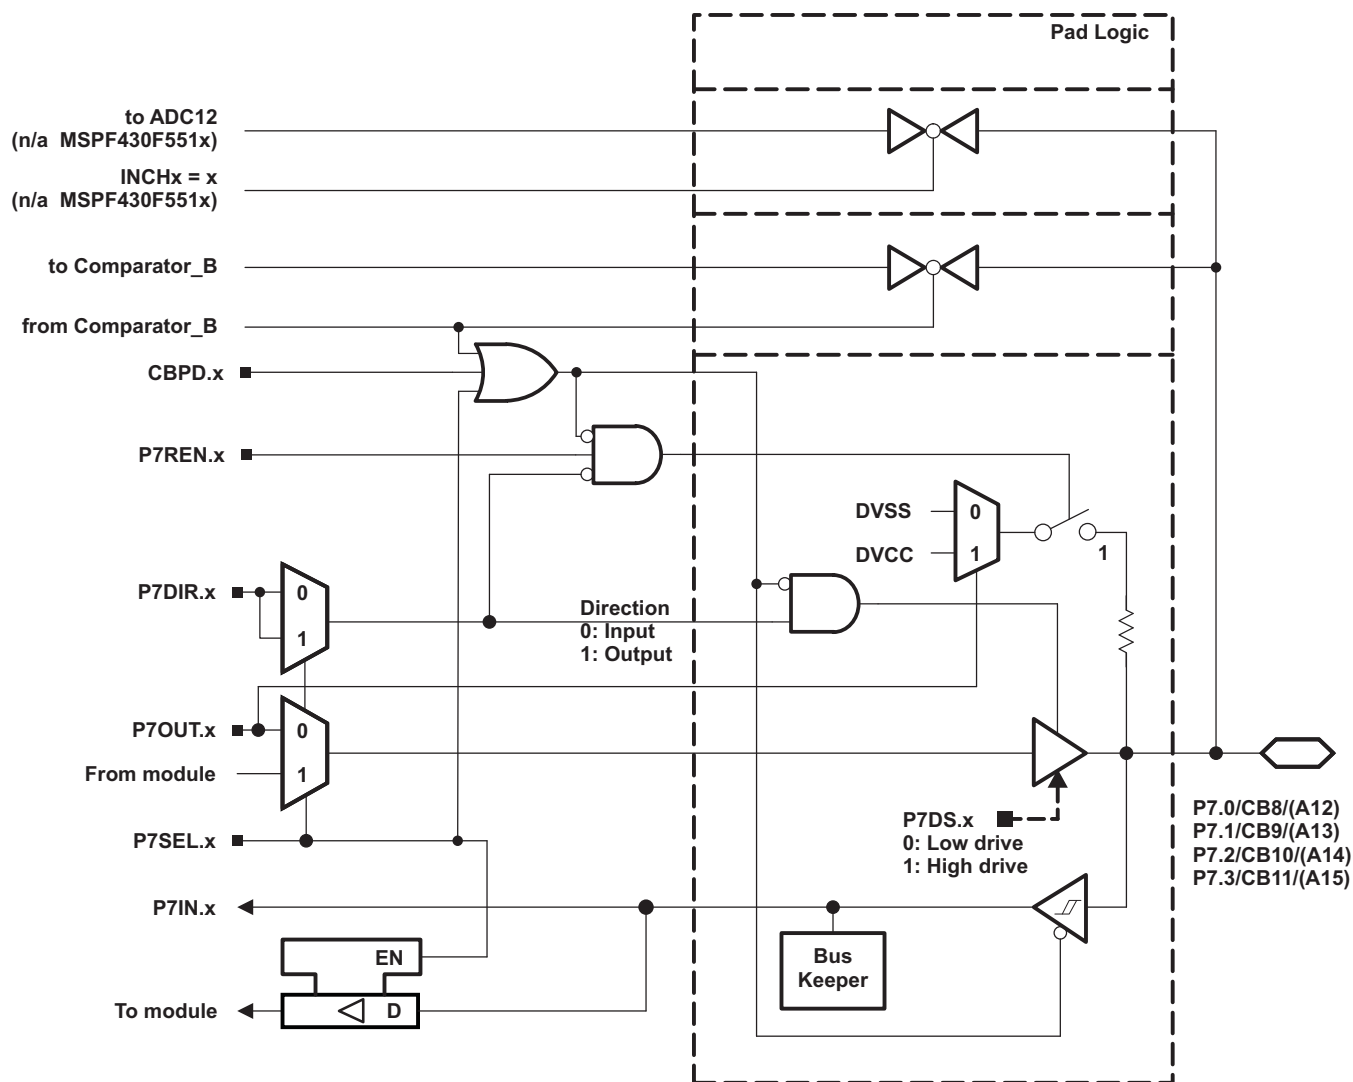 Pad Logic
to ADC12
(n/a MSPF430F551x)
INCHx = x
(n/a MSPF430F551x)
to Comparator_B
from Comparator_B
CBPD.x
P7REN.x
DVSS
0
DVCC
1
1
P7DIR.x
0
1
Direction
0: Input
1: Output
P7OUT.x
0
From module
1
P7DS.x
0: Low drive
1: High drive
P7.0/CB8/(A12)
P7.1/CB9/(A13)
P7.2/CB10/(A14)
P7.3/CB11/(A15)
P7SEL.x
P7IN.x
EN
Bus
Keeper
To module
D